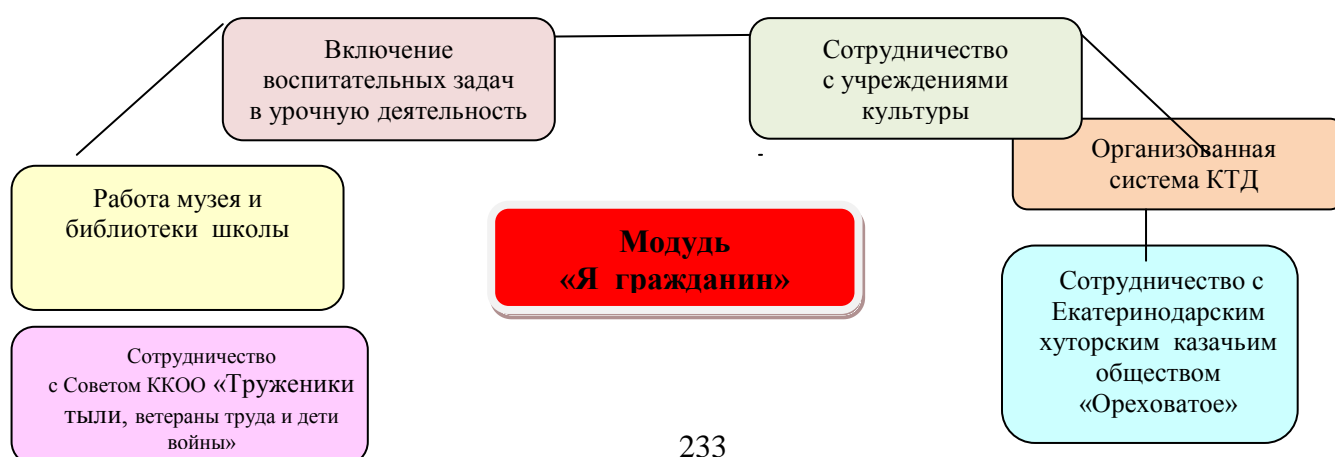 Включение
воспитательных задач
в урочную деятельность
Сотрудничество
с учреждениями
культуры
Организованная
система КТД
Работа музея и
библиотеки школы
Модудь
«Я гражданин»
Сотрудничество с
Екатеринодарским
хуторским казачьим
обществом
«Ореховатое»
Сотрудничество
с Советом ККОО «Труженики
тыли, ветераны труда и дети
войны»
233